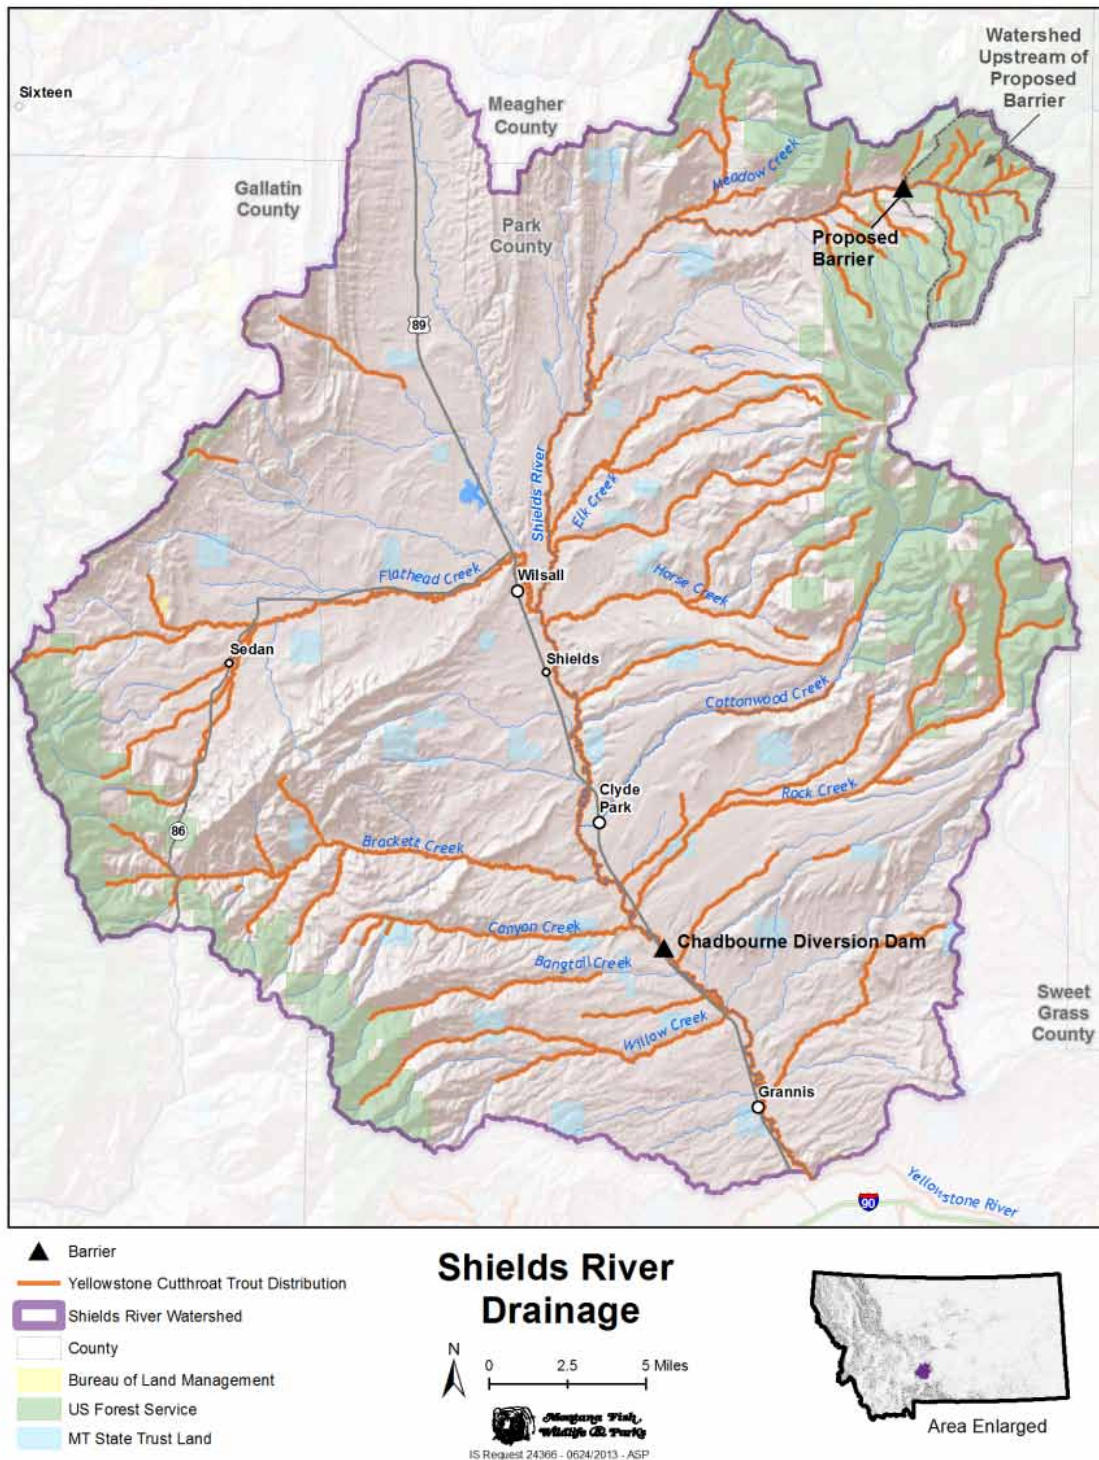 Sixteen
Meagher
County
Watershed
Upstream of
Proposed
Barrier
Gallatin
County
Park
County
Meadow Creek
Proposed
Barrier
89
Shields River
Elk Creek
Flathead Creek
Wilsall
Horse Creek
Sedan
Shields
Cottonwood Creek
Clyde
Park
Rock Creek
86
Brackett Creek
Canyon Creek
Chadbourne Diversion Dam
Bangtail Creek
Sweet
Grass
County
Willow Creek
Grannis
Yellowstone River
90
Barrier
Yellowstone Cutthroat Trout Distribution
Shields River Watershed
County
Bureau of Land Management
US Forest Service
MT State Trust Land
Shields River
Drainage
N
0 2.5 5 Miles
Montana Fish,
Wildlife & Parks
IS Request 24366 - 0624/2013 - ASP
Area Enlarged